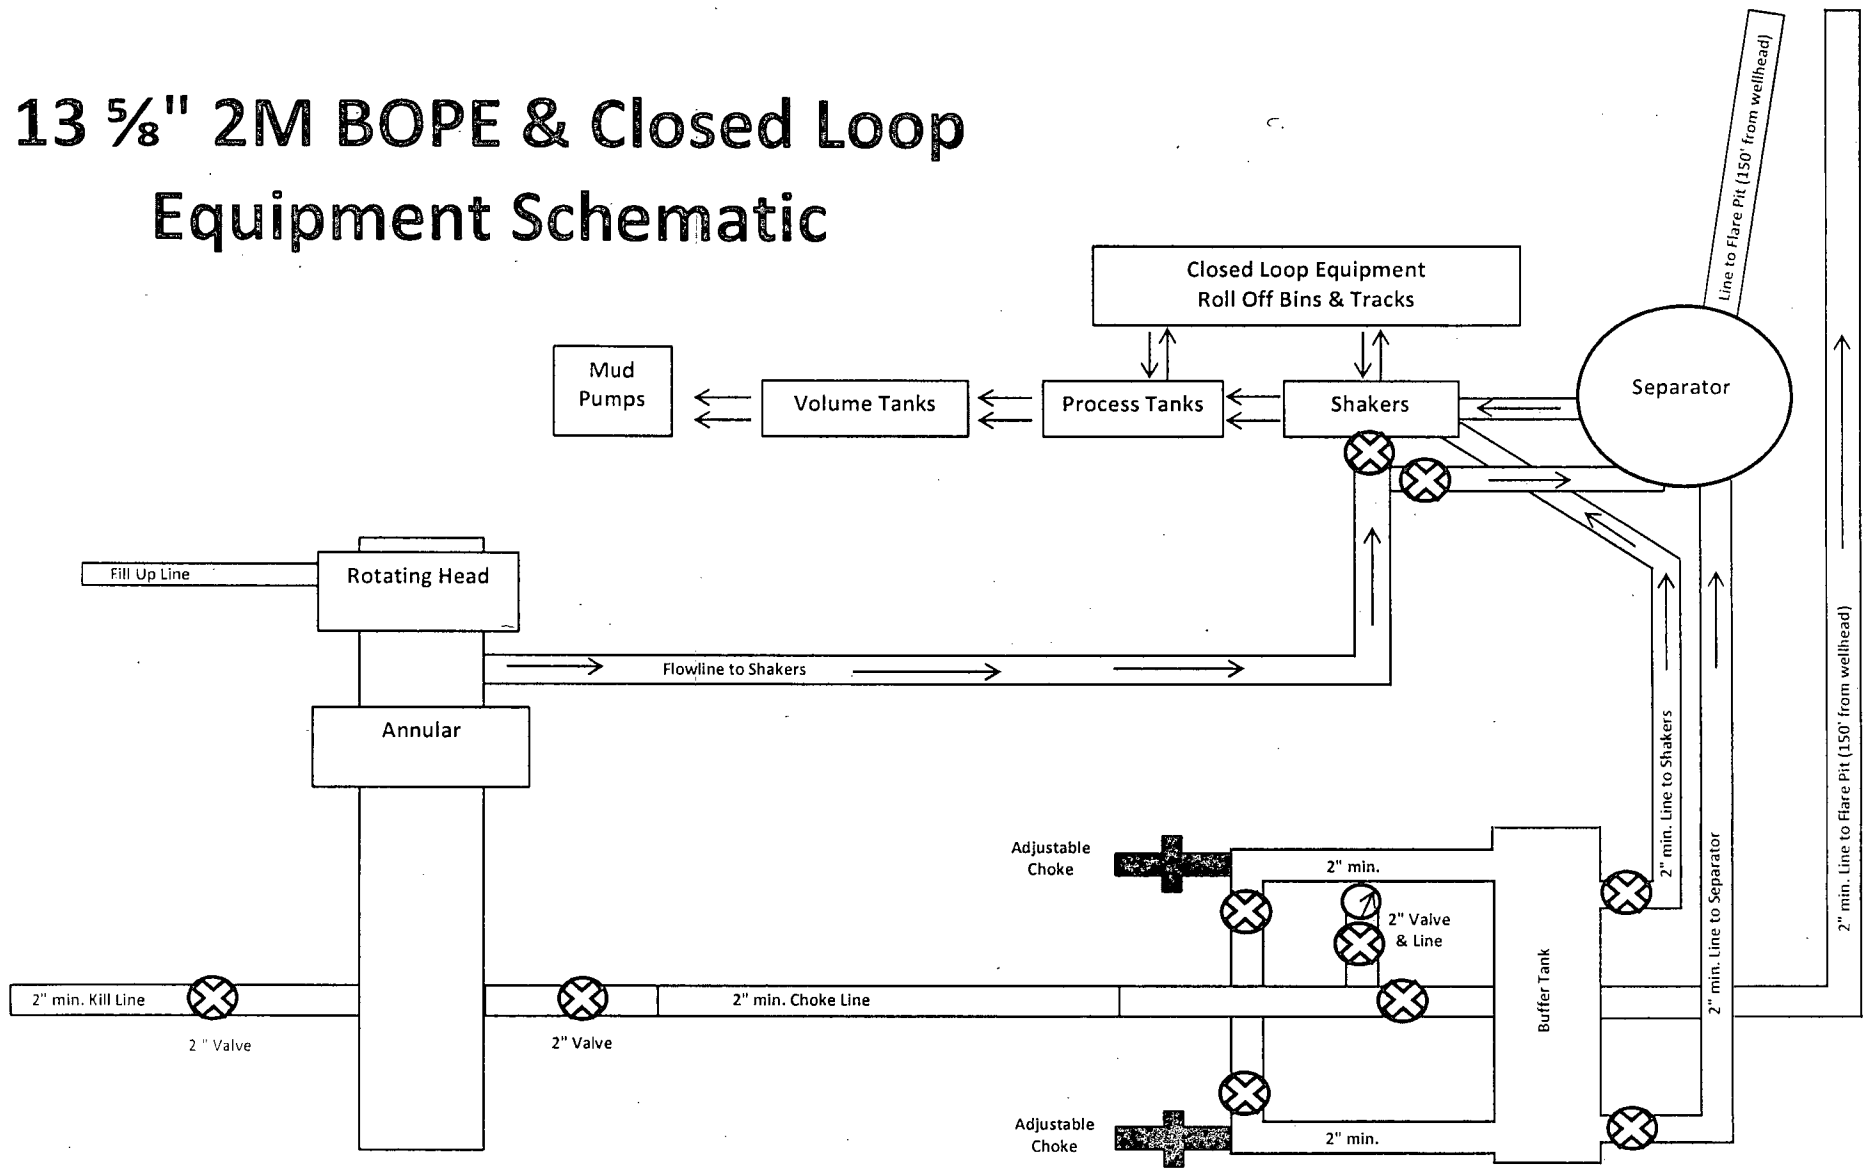 13 ⅝" 2M BOPE & Closed Loop
Equipment Schematic
Line to Flare Pit (150' from wellhead)
Closed Loop Equipment
Roll Off Bins & Tracks
Mud
Pumps
Volume Tanks
Process Tanks
Shakers
Separator
Fill Up Line
Rotating Head
Flowline to Shakers
Annular
2" min. Line to Shakers
2" min. Line to Separator
2" min. Line to Flare Pit (150' from wellhead)
Adjustable
Choke
2" min.
2" Valve
& Line
Buffer Tank
2" min. Kill Line
2 " Valve
2" min. Choke Line
2" Valve
Adjustable
Choke
2" min.